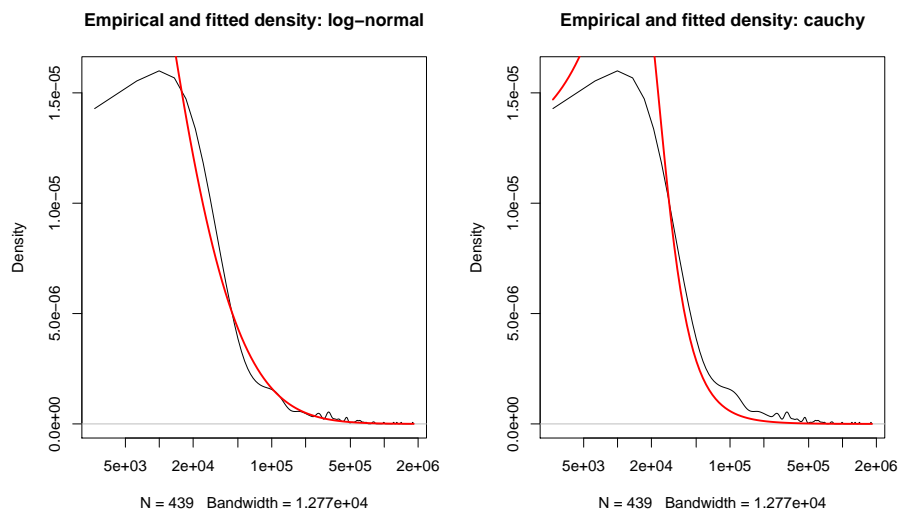 Empirical and fitted density: log−normal
Density
0.0e+00
5.0e−06
1.0e−05
1.5e−05
5e+03
2e+04
1e+05
5e+05
2e+06
N = 439 Bandwidth = 1.277e+04
Empirical and fitted density: cauchy
Density
0.0e+00
5.0e−06
1.0e−05
1.5e−05
5e+03
2e+04
1e+05
5e+05
2e+06
N = 439 Bandwidth = 1.277e+04